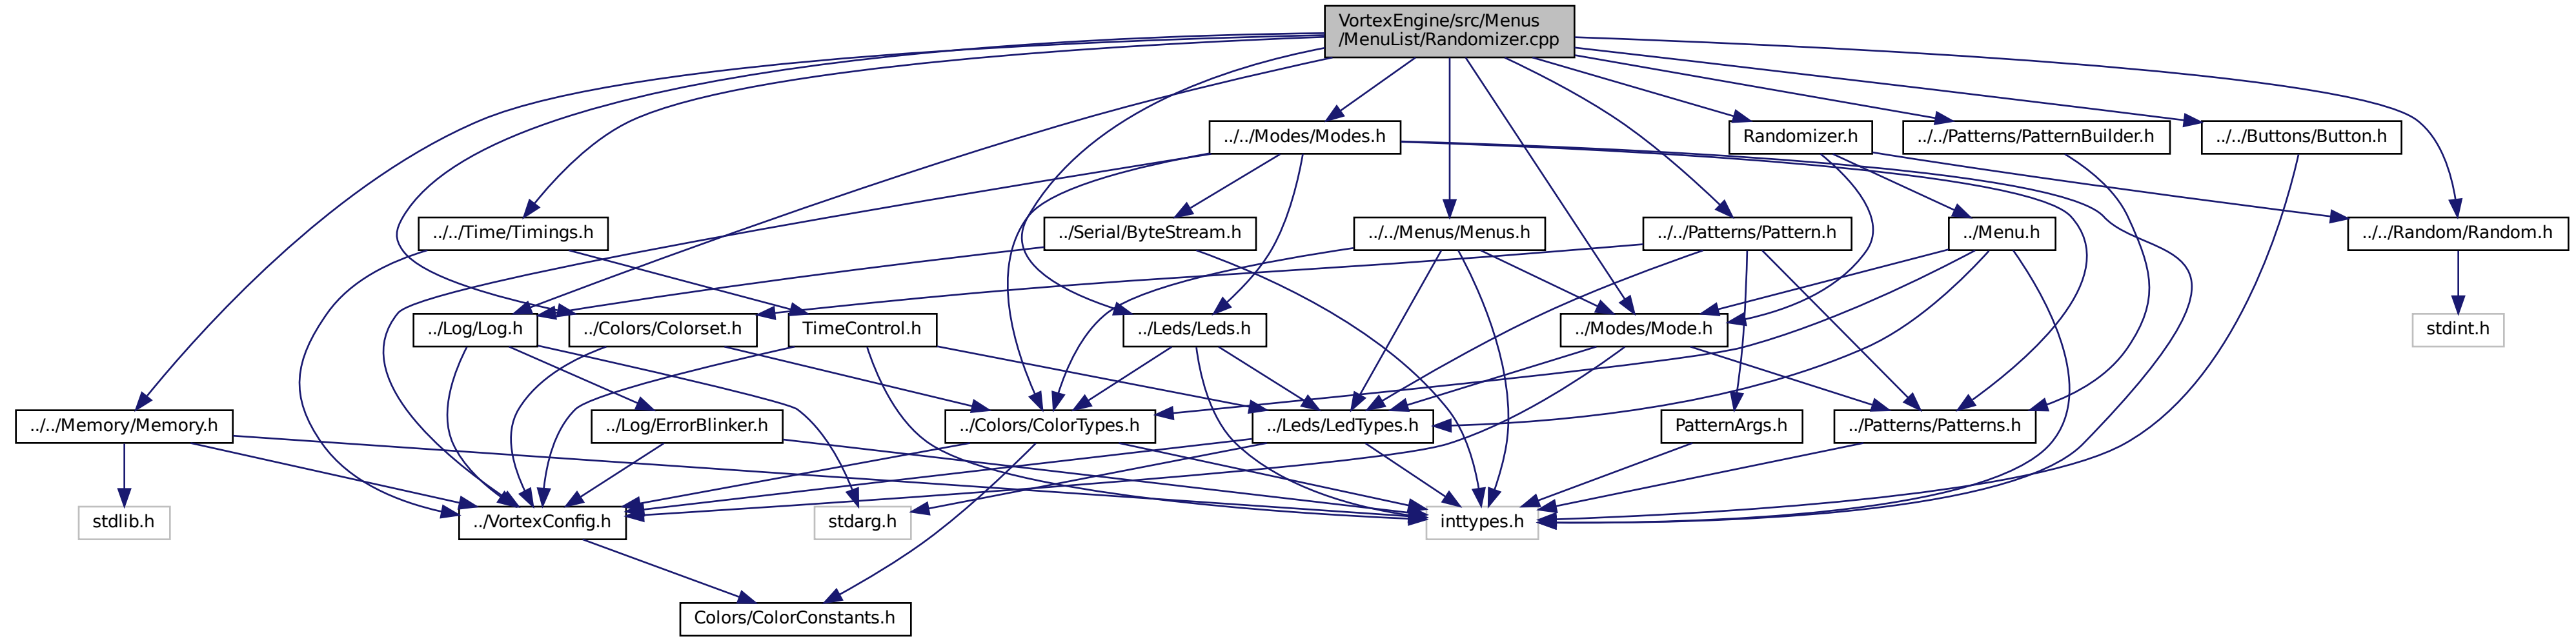 VortexEngine/src/Menus
/MenuList/Randomizer.cpp
../../Modes/Modes.h
Randomizer.h
../../Patterns/PatternBuilder.h
../../Buttons/Button.h
../../Time/Timings.h
../Serial/ByteStream.h
../../Menus/Menus.h
../../Patterns/Pattern.h
../Menu.h
../../Random/Random.h
../Log/Log.h
../Colors/Colorset.h
TimeControl.h
../Leds/Leds.h
../Modes/Mode.h
stdint.h
../../Memory/Memory.h
../Log/ErrorBlinker.h
../Colors/ColorTypes.h
../Leds/LedTypes.h
PatternArgs.h
../Patterns/Patterns.h
stdlib.h
../VortexConfig.h
stdarg.h
inttypes.h
Colors/ColorConstants.h